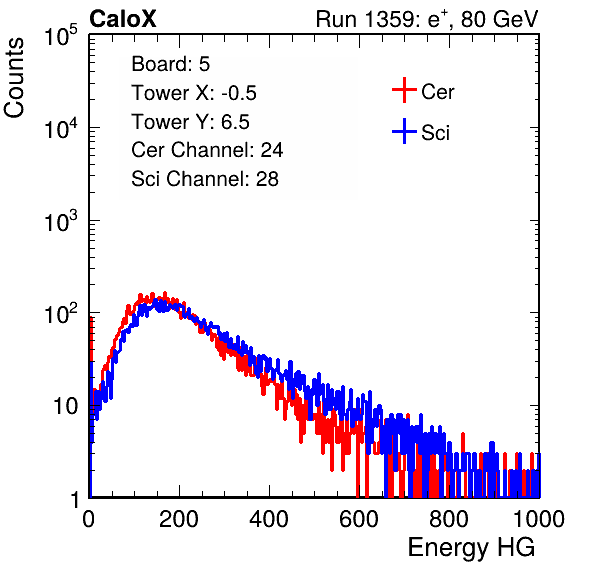 CaloX Run 1359: e⁺, 80 GeV
Counts
Board: 5
Tower X: -0.5
Tower Y: 6.5
Cer Channel: 24
Sci Channel: 28
Cer
Sci
10⁵
10⁴
10³
10²
10
1
0 200 400 600 800 1000
Energy HG